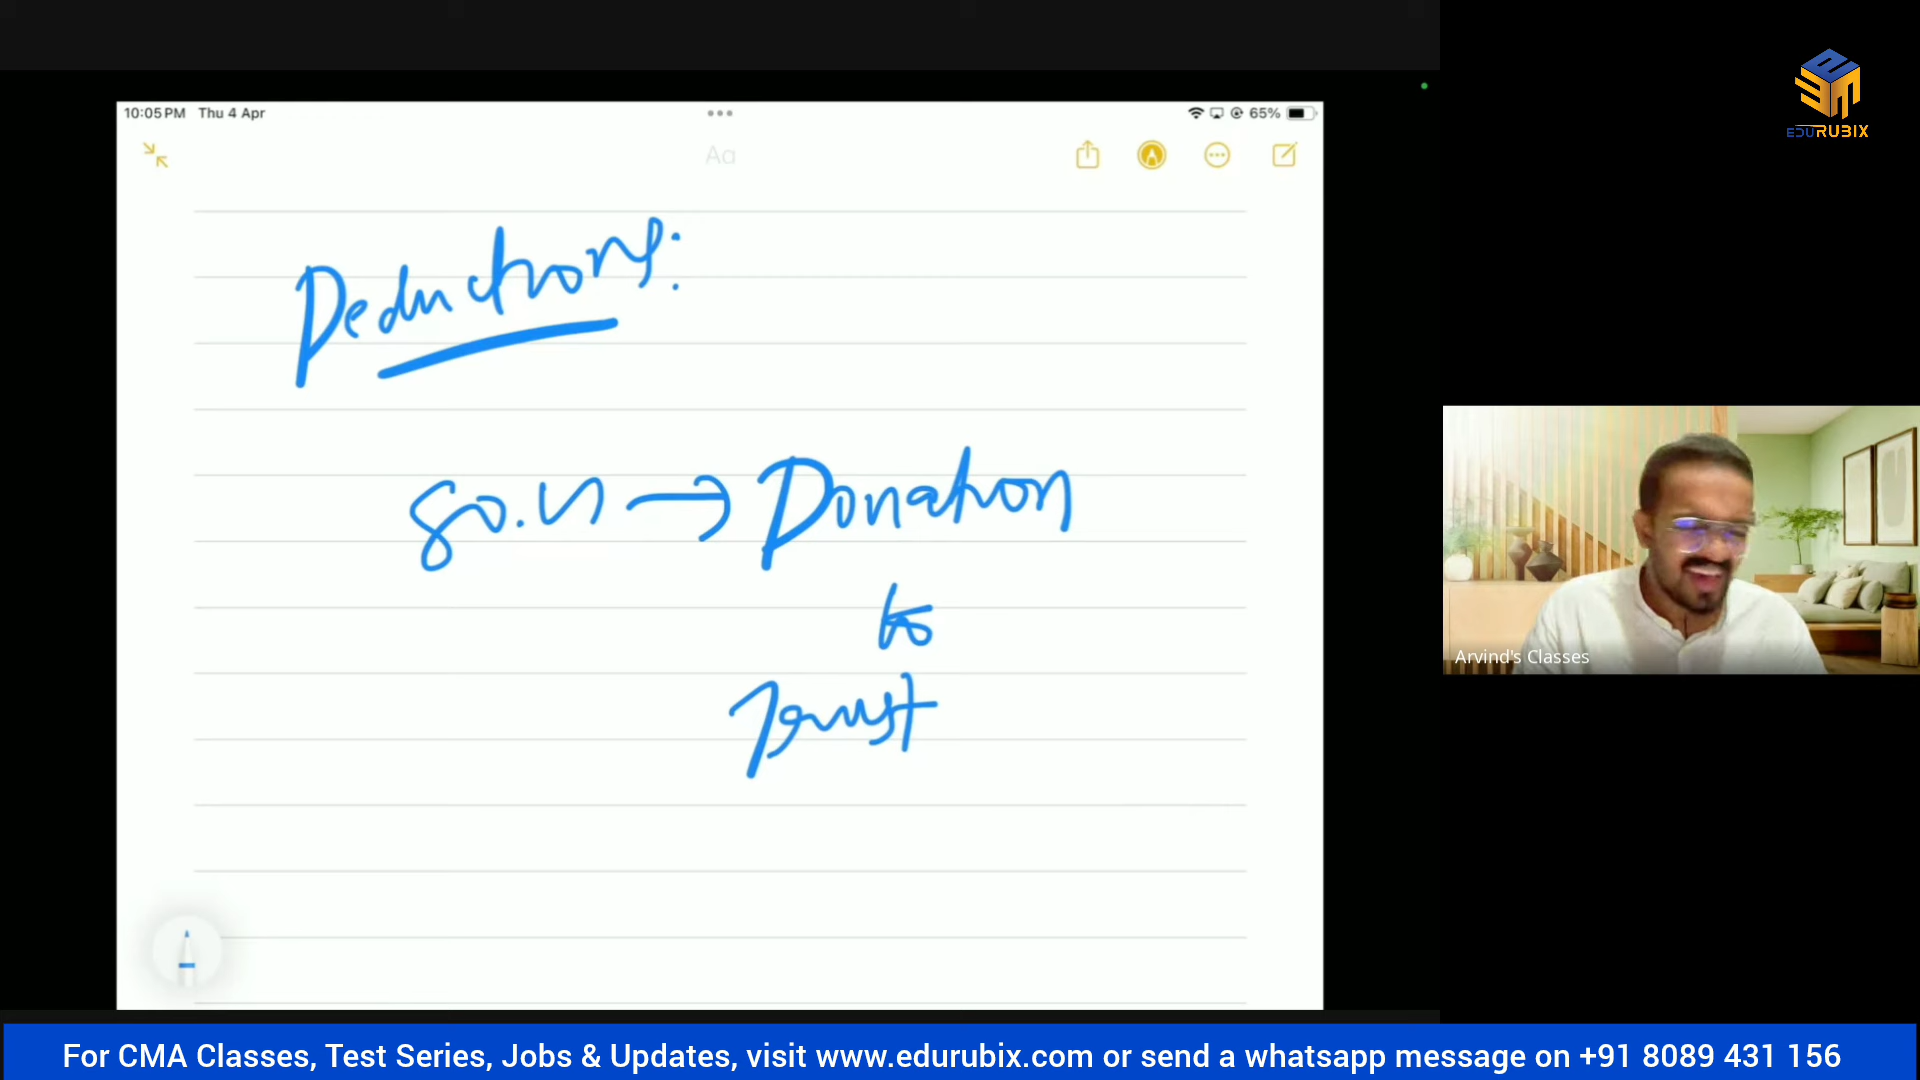 10:05 PM Thu 4 Apr
65%
Aa
EDURUBIX
Deductions:
80. → Donation
to
Trust
Arvind's Classes
For CMA Classes, Test Series, Jobs & Updates, visit www.edurubix.com or send a whatsapp message on +91 8089 431 156